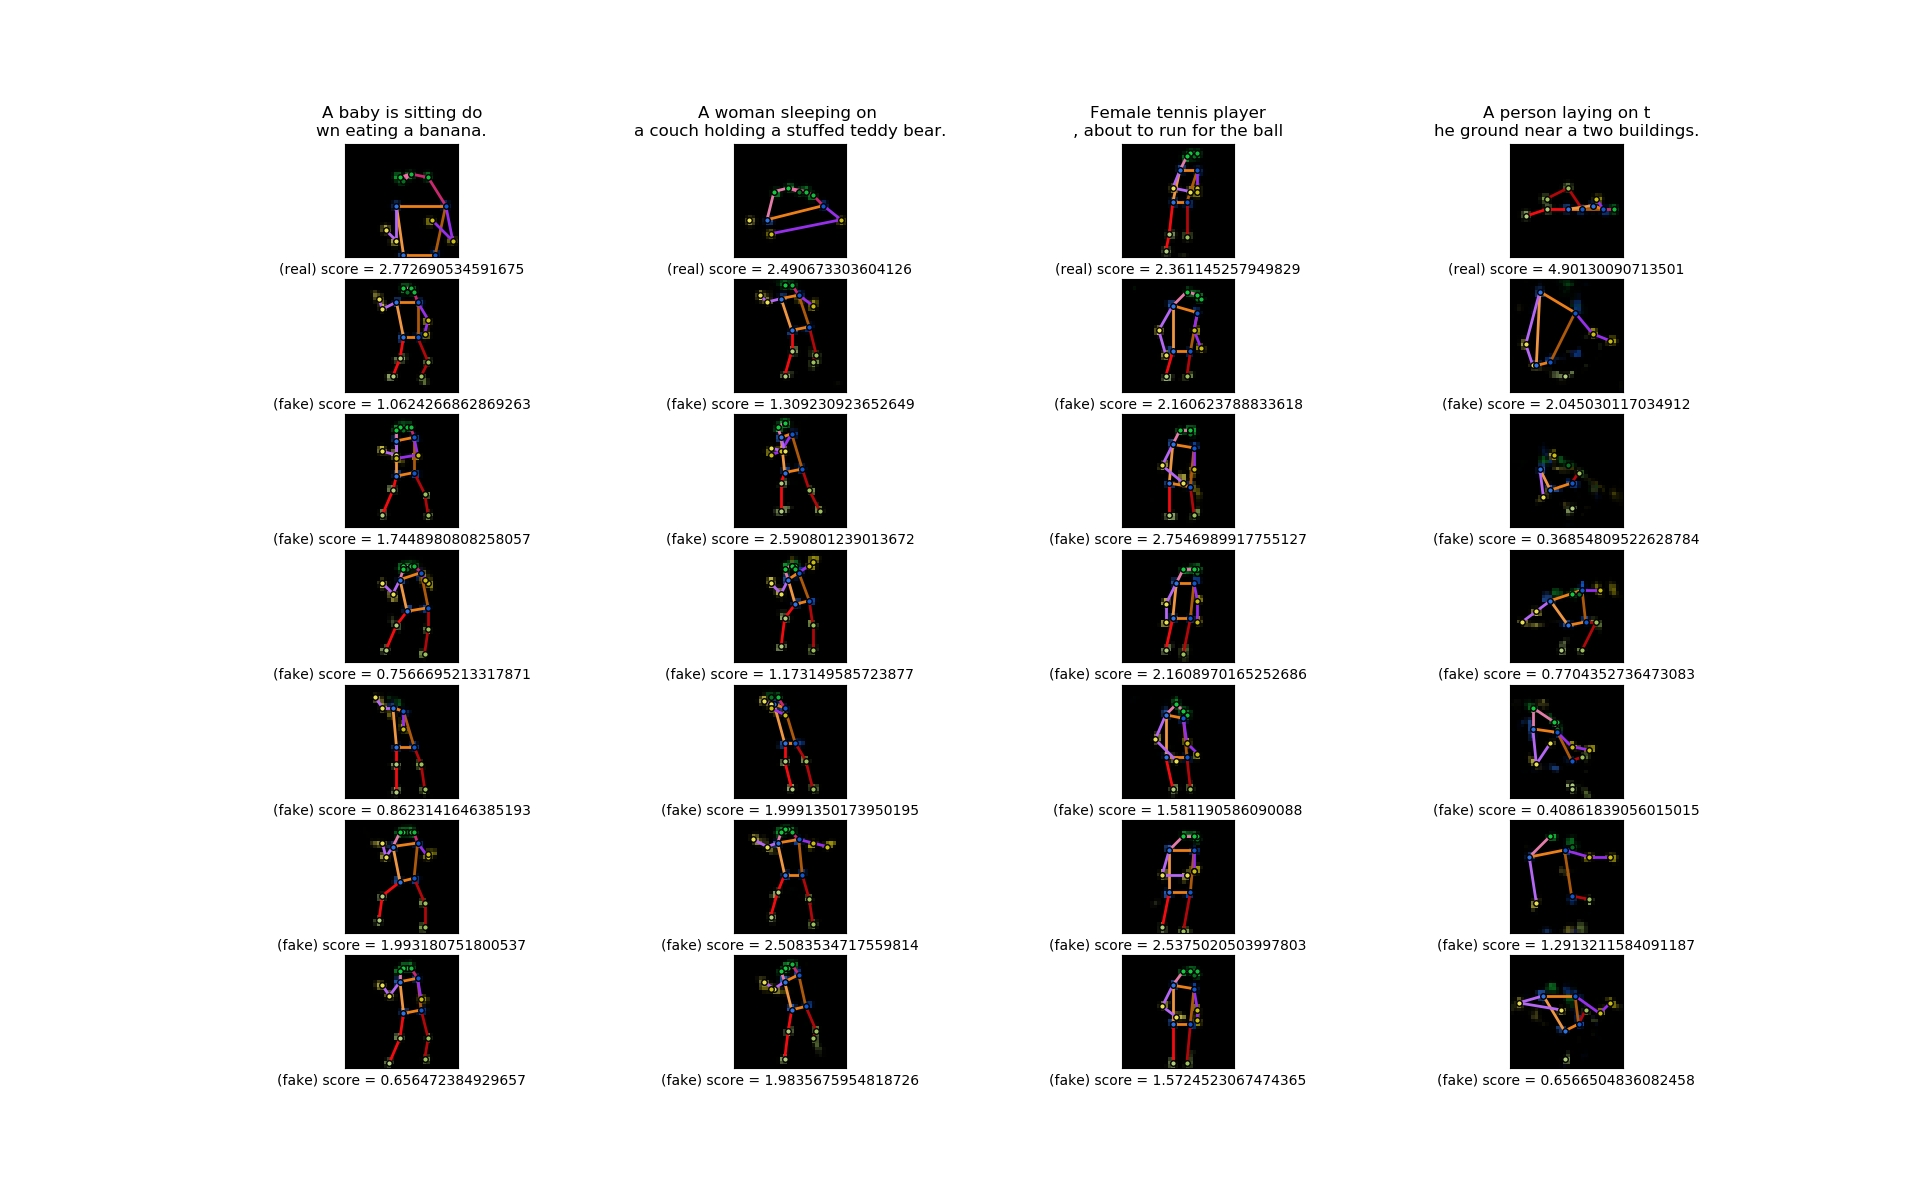 A baby is sitting do
wn eating a banana.
A woman sleeping on
a couch holding a stuffed teddy bear.
Female tennis player
, about to run for the ball
A person laying on t
he ground near a two buildings.
(real) score = 2.772690534591675
(real) score = 2.490673303604126
(real) score = 2.361145257949829
(real) score = 4.90130090713501
(fake) score = 1.0624266862869263
(fake) score = 1.309230923652649
(fake) score = 2.160623788833618
(fake) score = 2.045030117034912
(fake) score = 1.7448980808258057
(fake) score = 2.590801239013672
(fake) score = 2.7546989917755127
(fake) score = 0.36854809522628784
(fake) score = 0.7566695213317871
(fake) score = 1.173149585723877
(fake) score = 2.1608970165252686
(fake) score = 0.7704352736473083
(fake) score = 0.8623141646385193
(fake) score = 1.9991350173950195
(fake) score = 1.581190586090088
(fake) score = 0.40861839056015015
(fake) score = 1.993180751800537
(fake) score = 2.5083534717559814
(fake) score = 2.5375020503997803
(fake) score = 1.2913211584091187
(fake) score = 0.656472384929657
(fake) score = 1.9835675954818726
(fake) score = 1.5724523067474365
(fake) score = 0.6566504836082458